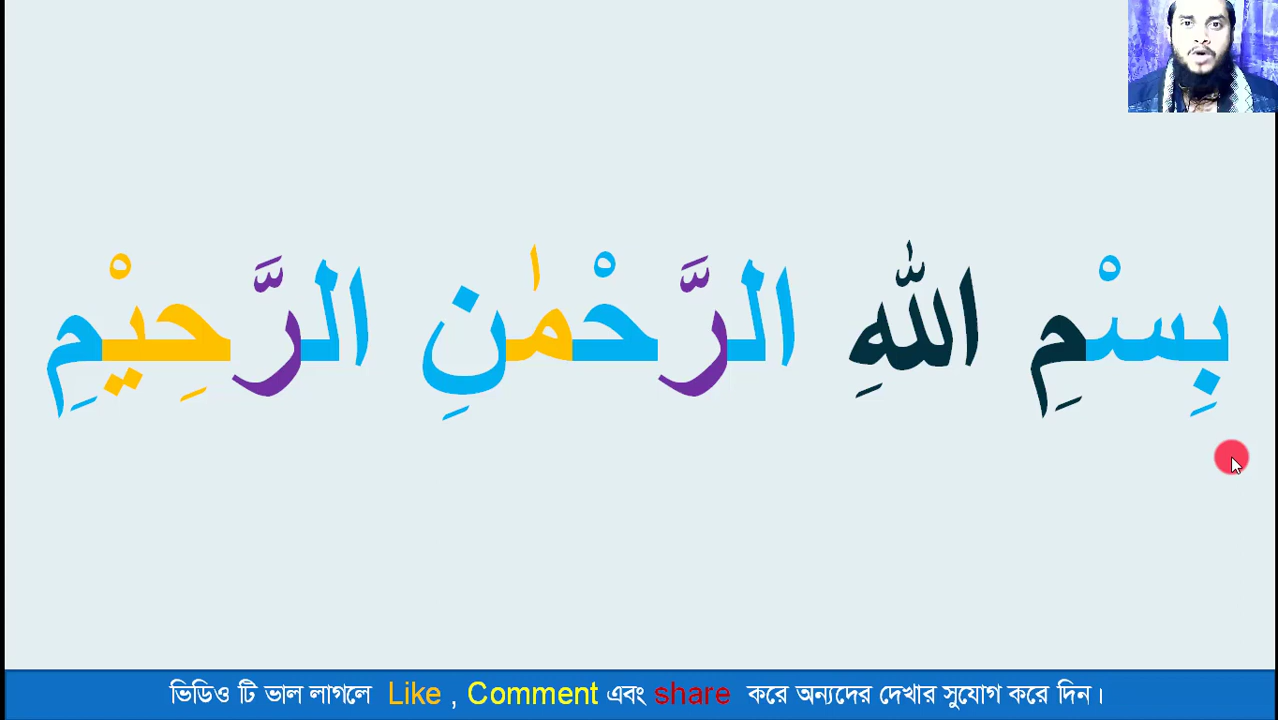 بِسْمِ اللّٰهِ الرَّحْمٰنِ الرَّحِيْمِ
ভিডিও টি ভাল লাগলে Like , Comment এবং share করে অন্যদের দেখার সুযোগ করে দিন।